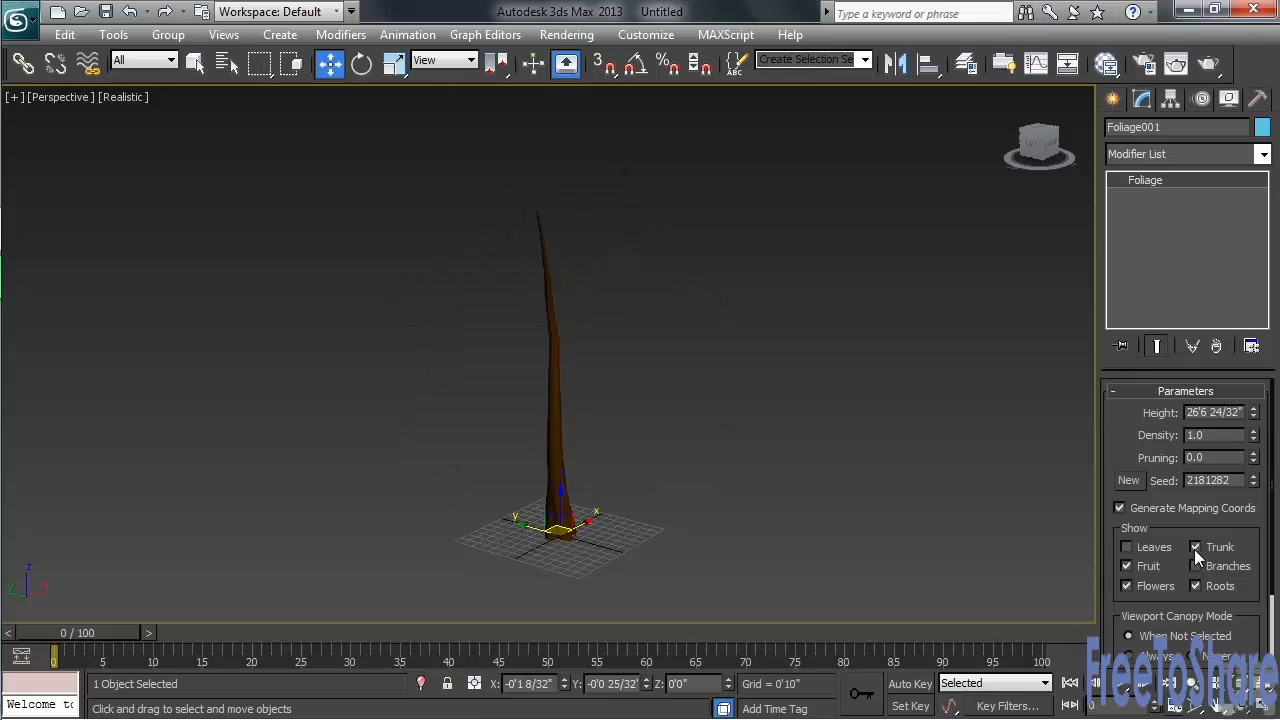 Workspace: Default
Autodesk 3ds Max 2013 Untitled
Type a keyword or phrase
Edit Tools Group Views Create Modifiers Animation Graph Editors Rendering Customize MAXScript Help
All
View
3
Create Selection Se
[+] [Perspective] [Realistic]
Foliage001
Modifier List
Foliage
Parameters
Height: 26'6 24/32"
Density: 1.0
Pruning: 0.0
New Seed: 2181282
Generate Mapping Coords
Show
Leaves Trunk
Fruit Branches
Flowers Roots
Viewport Canopy Mode
When Not Selected
Always Never
FreeToShare
x
y
z
z
y
< 0 / 100 >
0 5 10 15 20 25 30 35 40 45 50 55 60 65 70 75 80 85 90 95 100
1 Object Selected
X: -0'1 8/32" Y: -0'0 25/32" Z: 0'0" Grid = 0'10"
Auto Key Selected
Welcome to
Click and drag to select and move objects
Add Time Tag
Set Key Key Filters...
0